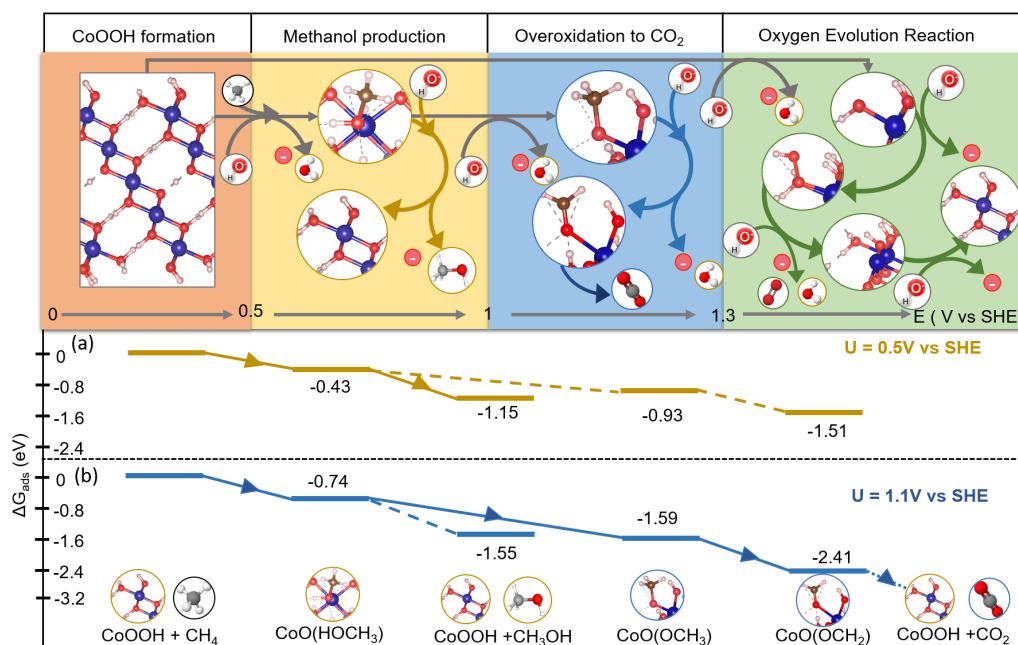 CoOOH formation
Methanol production
Overoxidation to CO₂
Oxygen Evolution Reaction
H O⁻
H O⁻
H O⁻
H O⁻
H O⁻
H O⁻
H O⁻
H O⁻
-
-
-
-
-
-
-
0
0.5
1
1.3
E ( V vs SHE
(a)
U = 0.5V vs SHE
0
-0.8
-1.6
-2.4
-0.43
-1.15
-0.93
-1.51
ΔG_ads (eV)
(b)
U = 1.1V vs SHE
0
-0.8
-1.6
-2.4
-3.2
-0.74
-1.55
-1.59
-2.41
CoOOH + CH₄
CoO(HOCH₃)
CoOOH +CH₃OH
CoO(OCH₃)
CoO(OCH₂)
CoOOH +CO₂